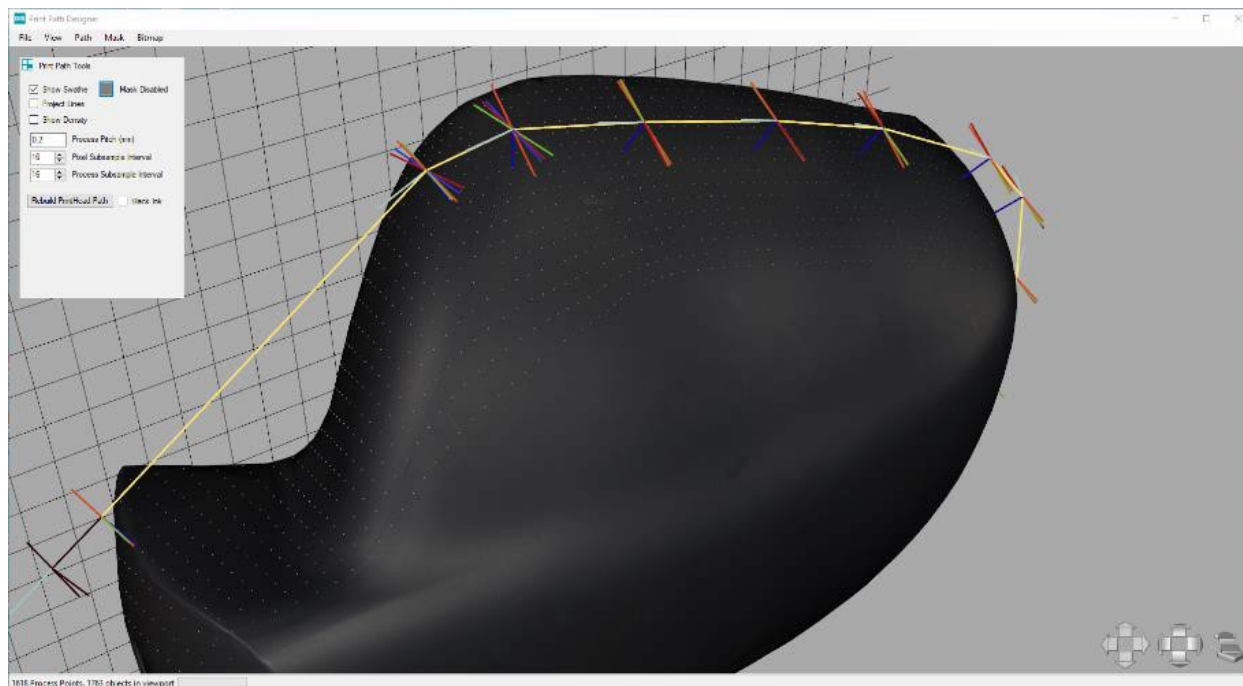 Print Path Designer
File View Path Mask Bitmap
Print Path Tools
Show Swathe Mask Disabled
Project Lines
Show Density
0.2 Process Pitch (mm)
16 Pixel Subsample Interval
16 Process Subsample Interval
Rebuild PrintHead Path Black Ink
1618 Process Points, 1763 objects in viewport